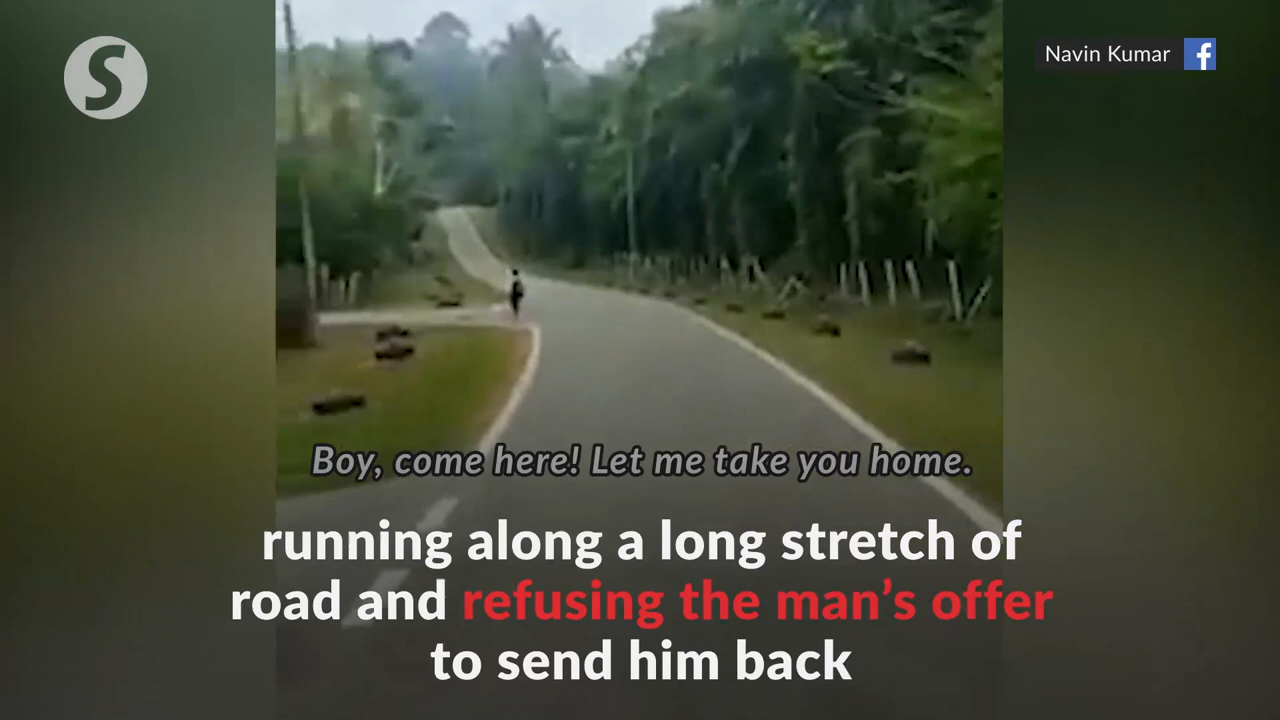 S
Navin Kumar f
Boy, come here! Let me take you home.
running along a long stretch of
road and refusing the man’s offer
to send him back